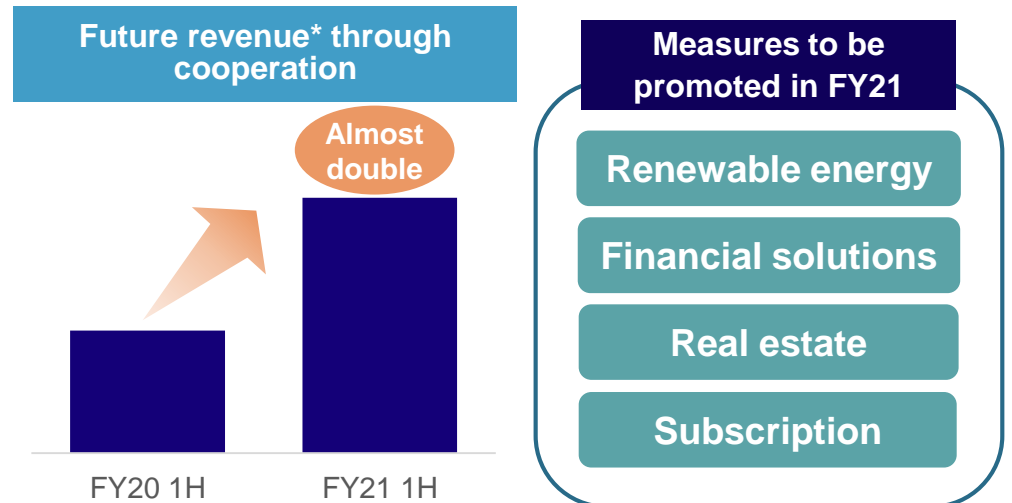 Future revenue* through
cooperation
Almost
double
FY20 1H
FY21 1H
Measures to be
promoted in FY21
Renewable energy
Financial solutions
Real estate
Subscription